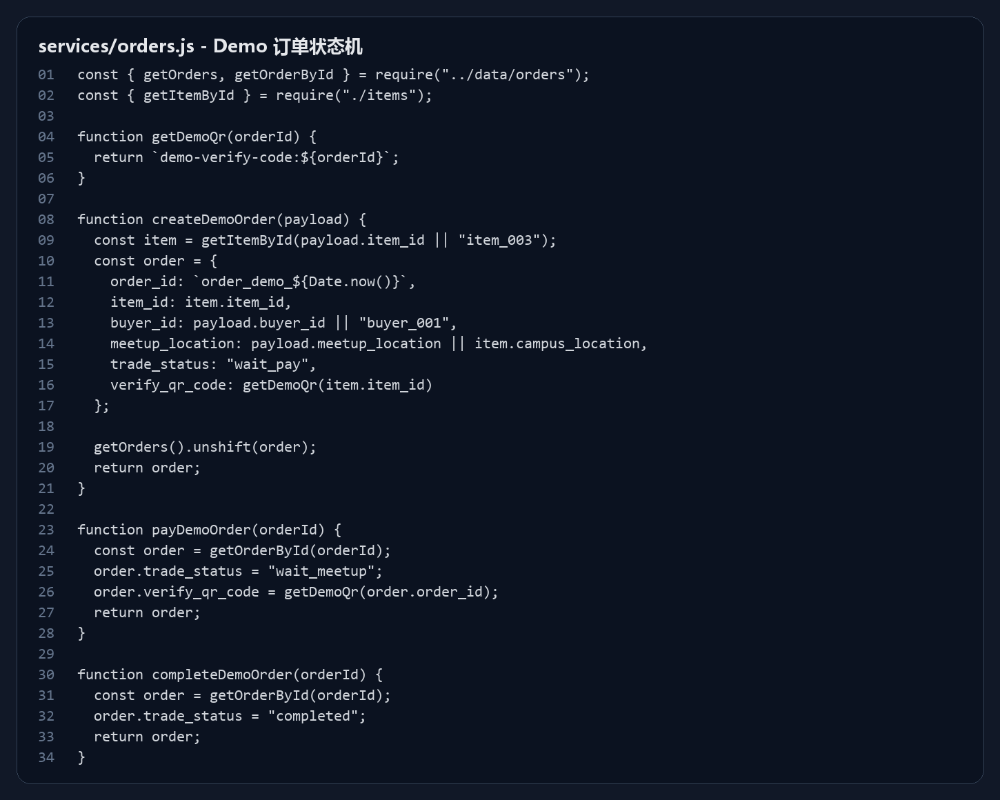 services/orders.js - Demo 订单状态机
01 const { getOrders, getOrderById } = require("../data/orders");
02 const { getItemById } = require("./items");
03
04 function getDemoQr(orderId) {
05   return `demo-verify-code:${orderId}`;
06 }
07
08 function createDemoOrder(payload) {
09   const item = getItemById(payload.item_id || "item_003");
10   const order = {
11     order_id: `order_demo_${Date.now()}`,
12     item_id: item.item_id,
13     buyer_id: payload.buyer_id || "buyer_001",
14     meetup_location: payload.meetup_location || item.campus_location,
15     trade_status: "wait_pay",
16     verify_qr_code: getDemoQr(item.item_id)
17   };
18
19   getOrders().unshift(order);
20   return order;
21 }
22
23 function payDemoOrder(orderId) {
24   const order = getOrderById(orderId);
25   order.trade_status = "wait_meetup";
26   order.verify_qr_code = getDemoQr(order.order_id);
27   return order;
28 }
29
30 function completeDemoOrder(orderId) {
31   const order = getOrderById(orderId);
32   order.trade_status = "completed";
33   return order;
34 }